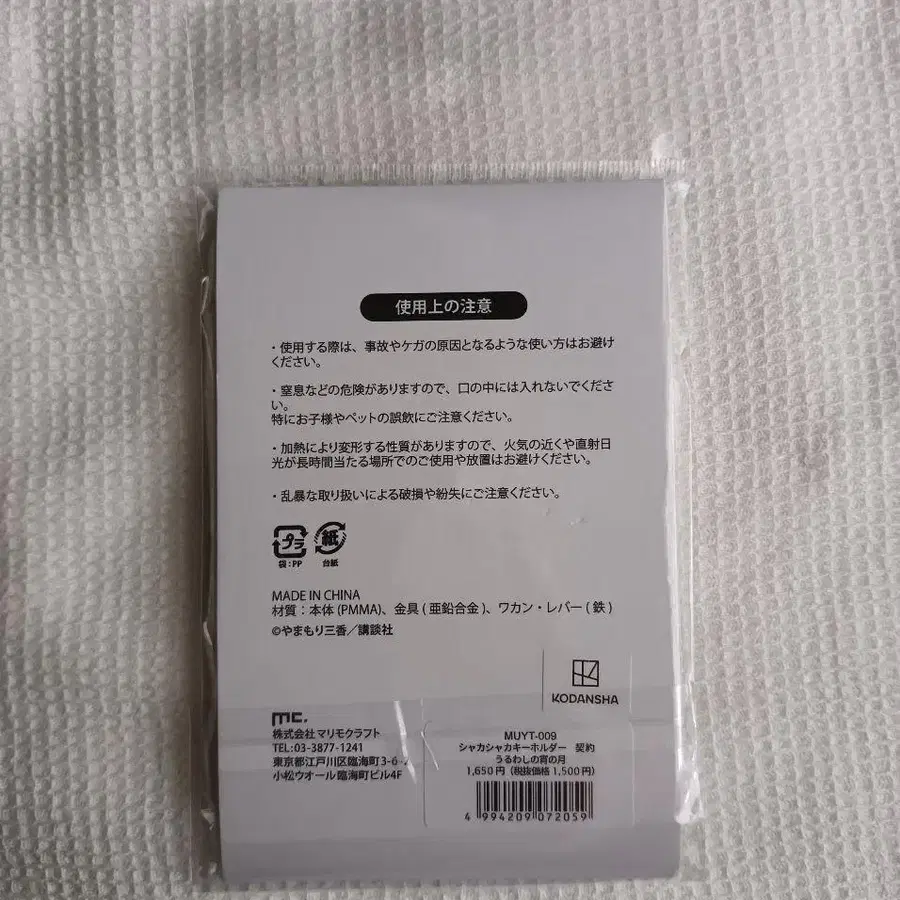 使用上の注意
・使用する際は、事故やケガの原因となるような使い方はお避け
ください。
・窒息などの危険がありますので、口の中には入れないでくださ
い。
特にお子様やペットの誤飲にご注意ください。
・加熱により変形する性質がありますので、火気の近くや直射日
光が長時間当たる場所でのご使用や放置はお避けください。
・乱暴な取り扱いによる破損や紛失にご注意ください。
プラ 紙
袋:PP 台紙
MADE IN CHINA
材質:本体(PMMA)、金具(亜鉛合金)、ワカン・レバー(鉄)
©やまもり三香/講談社
KODANSHA
mc.
株式会社マリモクラフト
TEL:03-3877-1241
東京都江戸川区臨海町3-6-2
小松ウオール臨海町ビル4F
MUYT-009
シャカシャカキーホルダー 契約
うるわしの宵の月
1,650円(税抜価格1,500円)
4 994209 072059